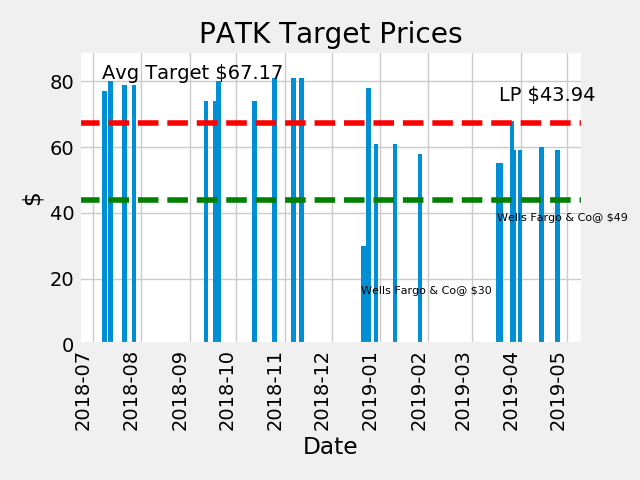 PATK Target Prices
Avg Target $67.17
LP $43.94
Wells Fargo & Co@ $49
Wells Fargo & Co@ $30
$
80
60
40
20
0
2018-07
2018-08
2018-09
2018-10
2018-11
2018-12
2019-01
2019-02
2019-03
2019-04
2019-05
Date